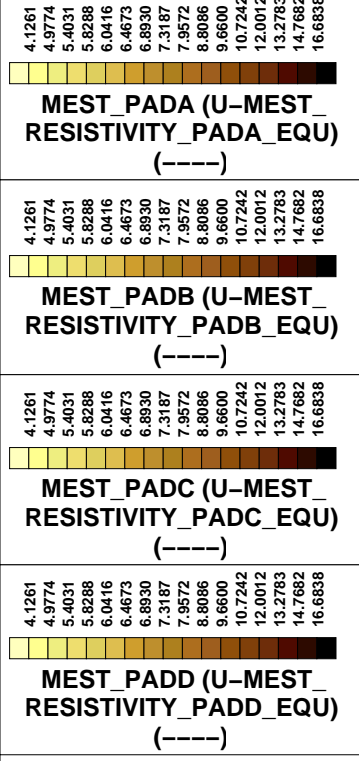 4.1261 4.9774 5.4031 5.8288 6.0416 6.4673 6.8930 7.3187 7.9572 8.8086 9.6600 10.7242 12.0012 13.2783 14.7682 16.6838
MEST_PADA (U−MEST_
RESISTIVITY_PADA_EQU)
(−−−−)
4.1261 4.9774 5.4031 5.8288 6.0416 6.4673 6.8930 7.3187 7.9572 8.8086 9.6600 10.7242 12.0012 13.2783 14.7682 16.6838
MEST_PADB (U−MEST_
RESISTIVITY_PADB_EQU)
(−−−−)
4.1261 4.9774 5.4031 5.8288 6.0416 6.4673 6.8930 7.3187 7.9572 8.8086 9.6600 10.7242 12.0012 13.2783 14.7682 16.6838
MEST_PADC (U−MEST_
RESISTIVITY_PADC_EQU)
(−−−−)
4.1261 4.9774 5.4031 5.8288 6.0416 6.4673 6.8930 7.3187 7.9572 8.8086 9.6600 10.7242 12.0012 13.2783 14.7682 16.6838
MEST_PADD (U−MEST_
RESISTIVITY_PADD_EQU)
(−−−−)